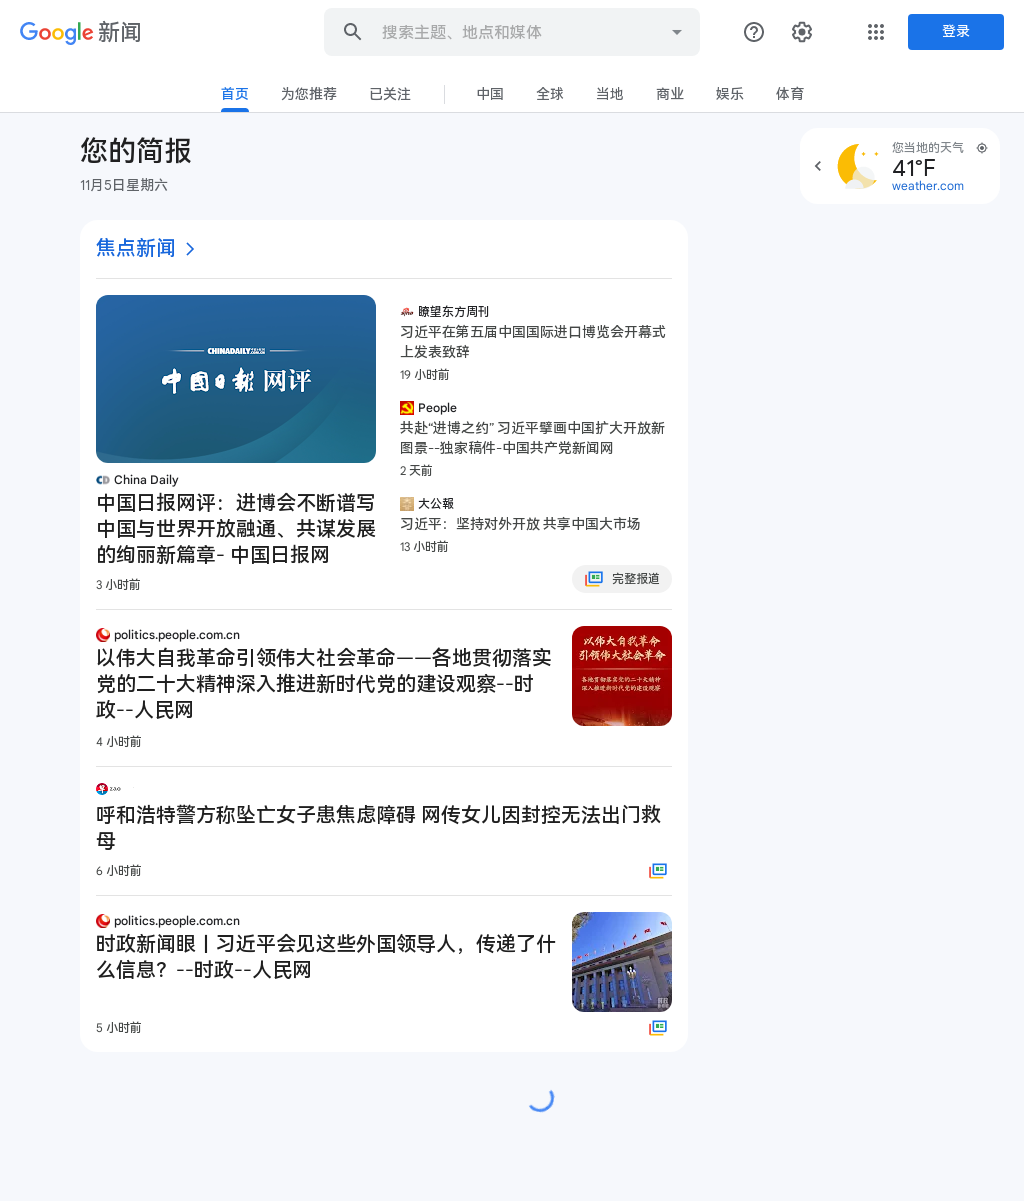 Google 新闻
搜索主题、地点和媒体
登录
首页
为您推荐
已关注
中国
全球
当地
商业
娱乐
体育
您的简报
11月5日星期六
您当地的天气
41°F
weather.com
焦点新闻
CHINADAILY
中国日报 网评
China Daily
中国日报网评：进博会不断谱写
中国与世界开放融通、共谋发展
的绚丽新篇章- 中国日报网
3 小时前
瞭望东方周刊
习近平在第五届中国国际进口博览会开幕式
上发表致辞
19 小时前
People
共赴“进博之约” 习近平擘画中国扩大开放新
图景--独家稿件-中国共产党新闻网
2 天前
大公報
习近平：坚持对外开放 共享中国大市场
13 小时前
完整报道
politics.people.com.cn
以伟大自我革命引领伟大社会革命——各地贯彻落实
党的二十大精神深入推进新时代党的建设观察--时
政--人民网
4 小时前
以伟大自我革命
引领伟大社会革命
各地贯彻落实党的二十大精神
深入推进新时代党的建设观察
呼和浩特警方称坠亡女子患焦虑障碍 网传女儿因封控无法出门救
母
6 小时前
politics.people.com.cn
时政新闻眼丨习近平会见这些外国领导人，传递了什
么信息？--时政--人民网
5 小时前